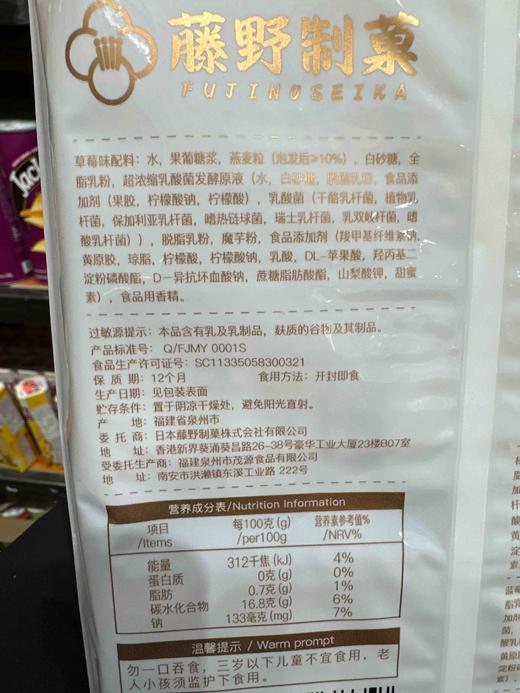 藤野制菓
FUJINOSEIKA
草莓味配料：水，果葡糖浆，燕麦粒（泡发后≥10%），白砂糖，全
脂乳粉，超浓缩乳酸菌发酵原液（水，白砂糖，脱脂乳粉，食品添
加剂（果胶，柠檬酸钠，柠檬酸），乳酸菌（干酪乳杆菌，植物乳
杆菌，保加利亚乳杆菌，嗜热链球菌，瑞士乳杆菌，乳双歧杆菌，嗜
酸乳杆菌）），脱脂乳粉，魔芋粉，食品添加剂（羧甲基纤维素钠，
黄原胶，琼脂，柠檬酸，柠檬酸钠，乳酸，DL-苹果酸，羟丙基二
淀粉磷酸酯，D-异抗坏血酸钠，蔗糖脂肪酸酯，山梨酸钾，甜蜜
素），食品用香精。
过敏源提示：本品含有乳及乳制品，麸质的谷物及其制品。
产品标准号：Q/FJMY 0001S
食品生产许可证号：SC11335058300321
保 质 期：12个月 食用方法：开封即食
生产日期：见包装表面
贮存条件：置于阴凉干燥处，避免阳光直射。
产 地：福建省泉州市
委 托 商：日本藤野制菓株式会社有限公司
地 址：香港新界葵涌葵昌路26-38号豪华工业大厦23楼B07室
受委托生产商：福建泉州市茂源食品有限公司
地 址：南安市洪濑镇东溪工业路 222号
营养成分表/Nutrition Information
项目 每100克(g) 营养素参考值%
/Items /per100g /NRV%
能量 312千焦(kJ) 4%
蛋白质 0克(g) 0%
脂肪 0.7克(g) 1%
碳水化合物 16.8克(g) 6%
钠 133毫克(mg) 7%
温馨提示 / Warm prompt
勿一口吞食，三岁以下儿童不宜食用，老
人小孩须监护下食用。